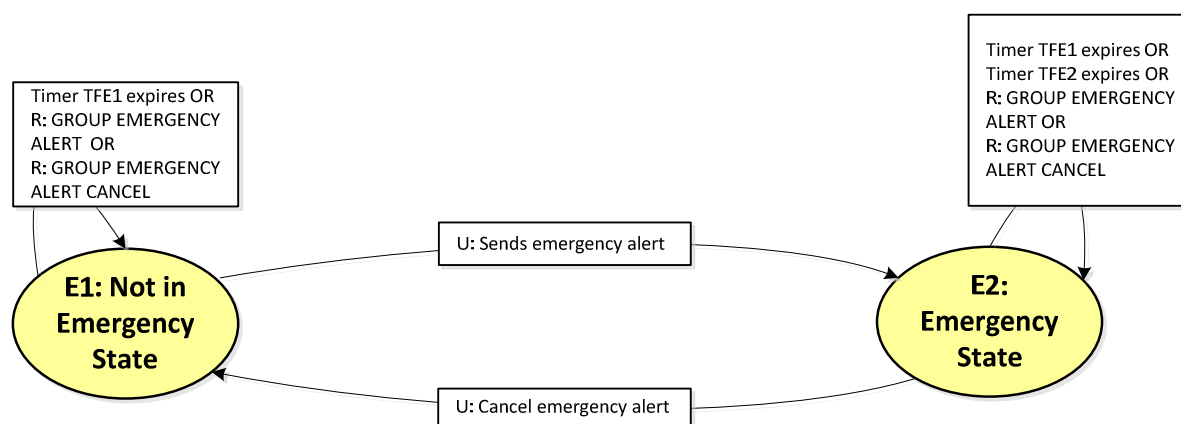 Timer TFE1 expires OR
R: GROUP EMERGENCY
ALERT OR
R: GROUP EMERGENCY
ALERT CANCEL
Timer TFE1 expires OR
Timer TFE2 expires OR
R: GROUP EMERGENCY
ALERT OR
R: GROUP EMERGENCY
ALERT CANCEL
U: Sends emergency alert
E1: Not in
Emergency
State
E2:
Emergency
State
U: Cancel emergency alert